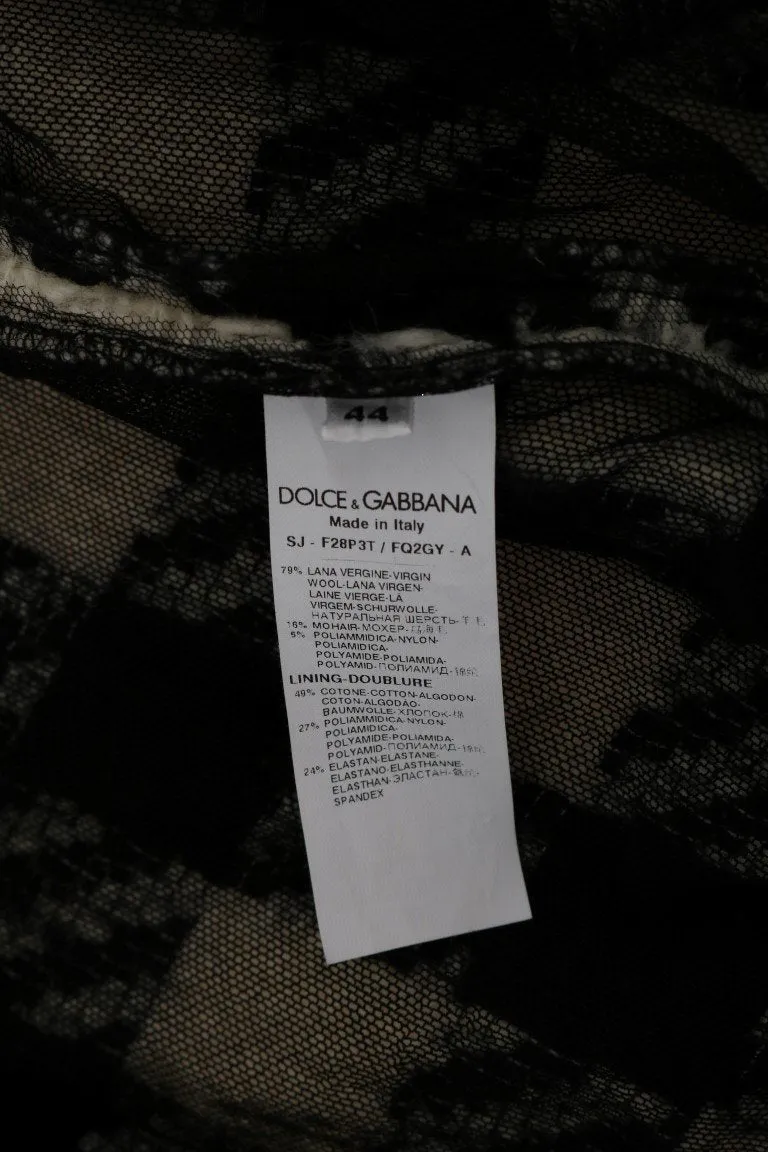 44
DOLCE & GABBANA
Made in Italy
SJ - F28P3T / FQ2GY - A
79% LANA VERGINE-VIRGIN
WOOL-LANA VIRGEN-
LAINE VIERGE-LÃ
VIRGEM-SCHURWOLLE-
НАТУРАЛЬНАЯ ШЕРСТЬ-
16% MOHAIR-МОХЕР-
5% POLIAMMIDICA-NYLON-
POLIAMIDICA-
POLYAMIDE-POLIAMIDA-
POLYAMID-ПОЛИАМИД-
LINING-DOUBLURE
49% COTONE-COTTON-ALGODON-
COTON-ALGODAO-
BAUMWOLLE-ХЛОПОК-
27% POLIAMMIDICA-NYLON-
POLIAMIDICA-
POLYAMIDE-POLIAMIDA-
POLYAMID-ПОЛИАМИД-
24% ELASTAN-ELASTANE-
ELASTANO-ELASTHANNE-
ELASTHAN-ЭЛАСТАН-
SPANDEX